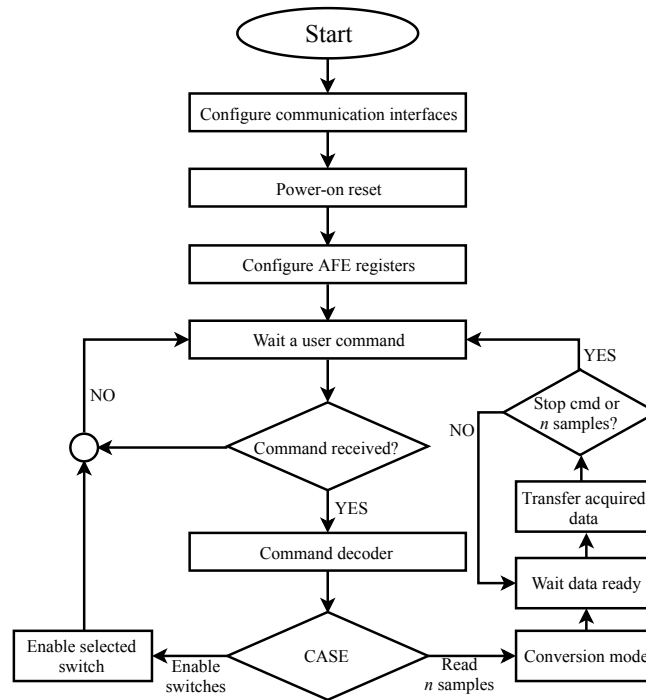 Start
Configure communication interfaces
Power-on reset
Configure AFE registers
Wait a user command
YES
NO
Stop cmd or
n samples?
NO
Command received?
YES
Transfer acquired
data
Command decoder
Wait data ready
Enable selected
switch
Enable
switches
CASE
Read
n samples
Conversion mode